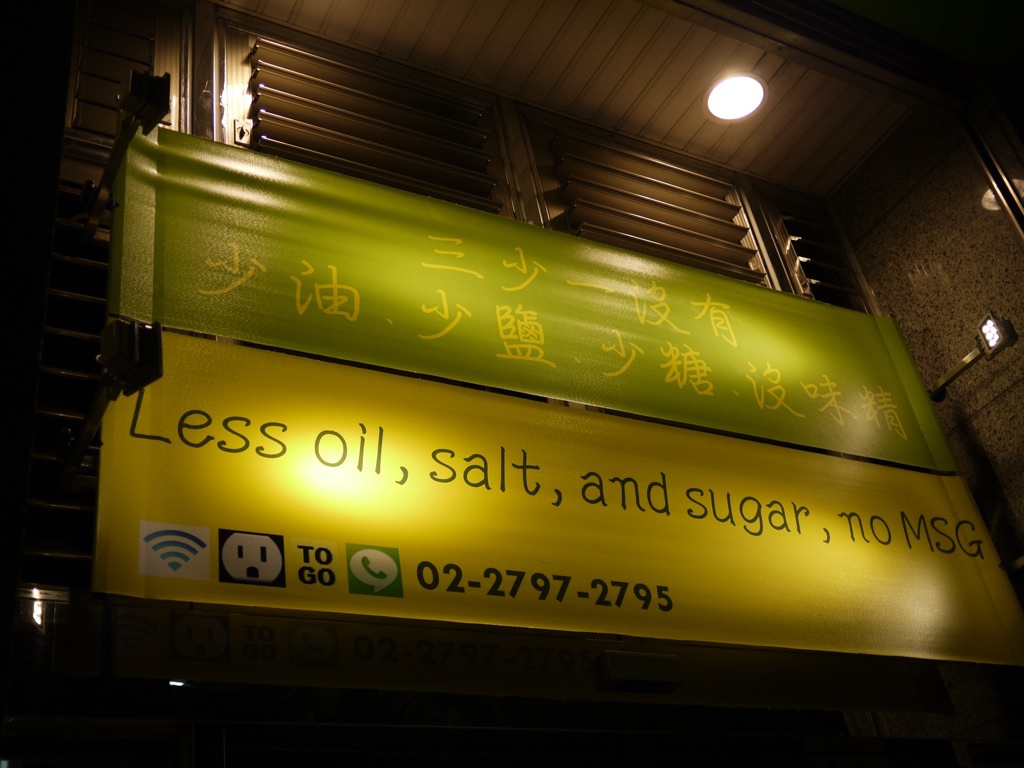 三少一沒有
少油、少鹽、少糖、沒味精
Less oil, salt, and sugar, no MSG
TO GO 02-2797-2795